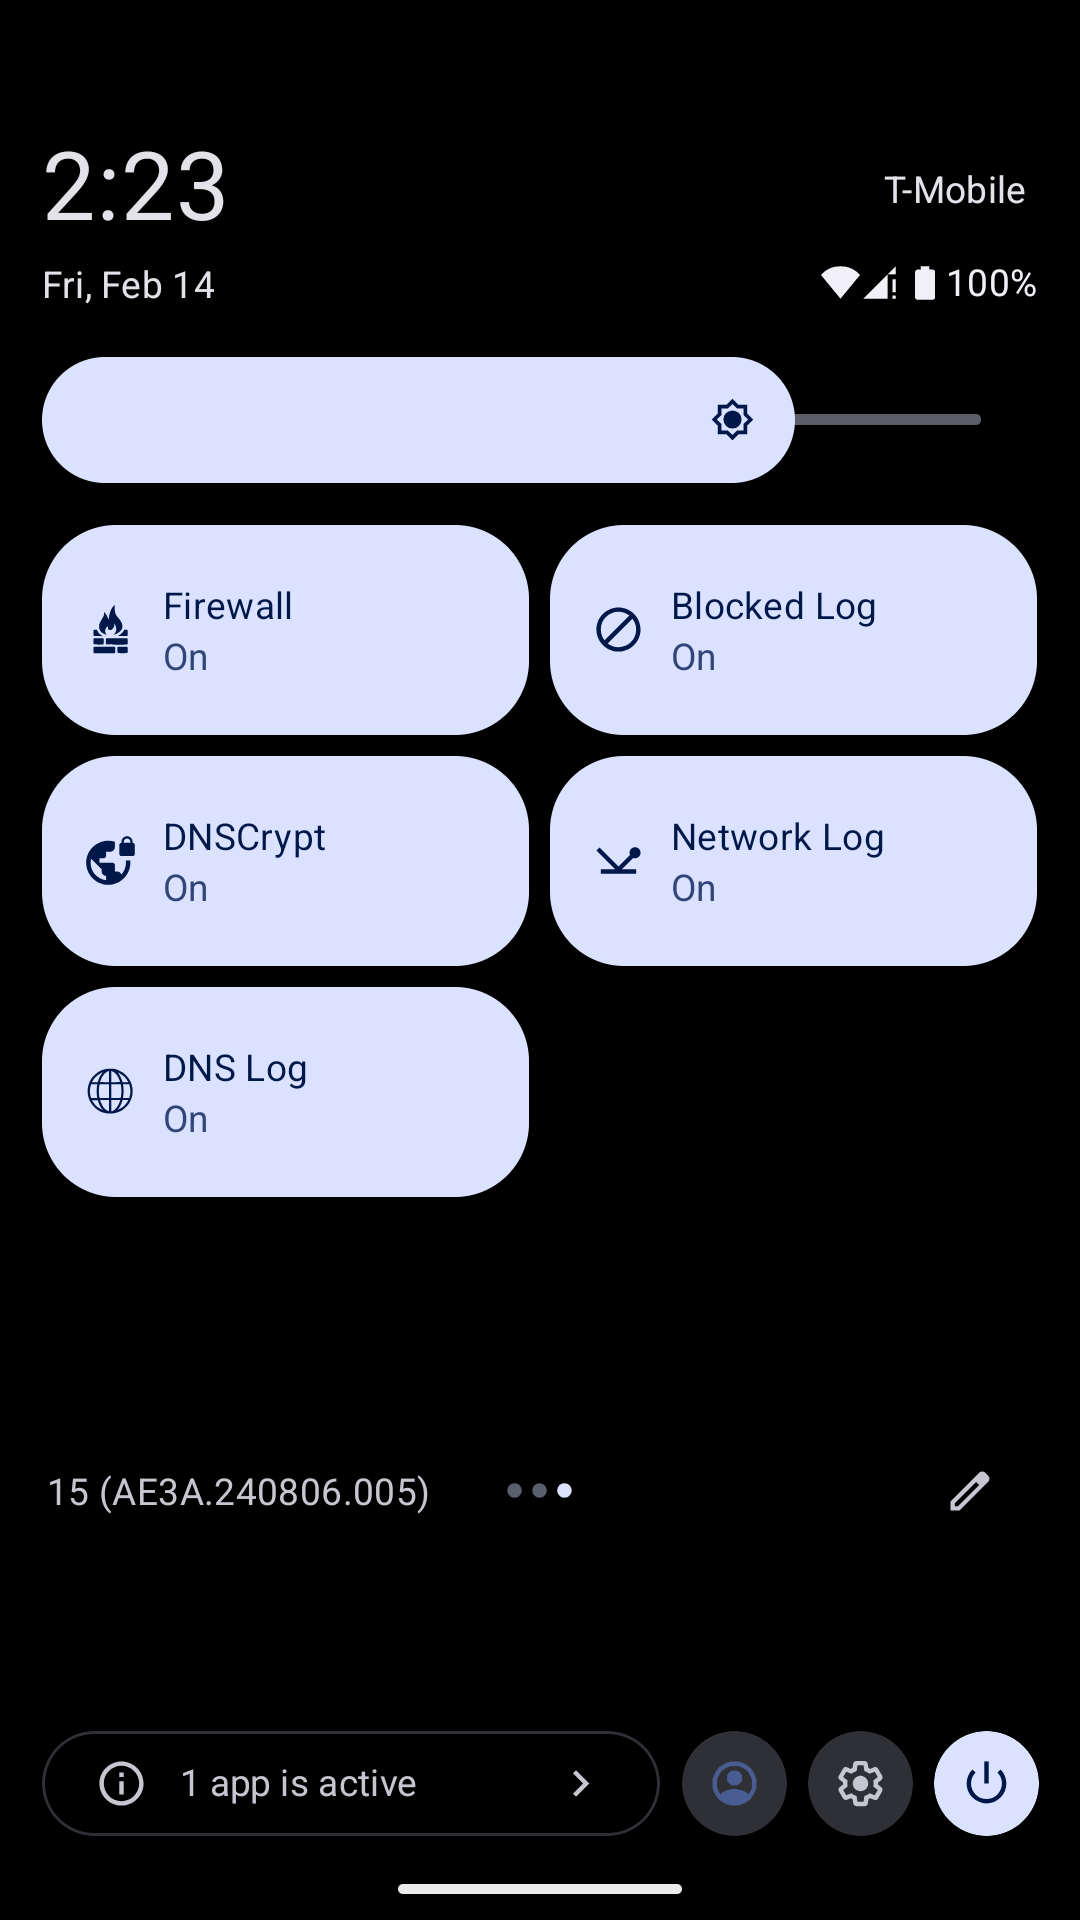 2:23
T-Mobile
Fri, Feb 14
100%
Firewall
On
Blocked Log
On
DNSCrypt
On
Network Log
On
DNS Log
On
15 (AE3A.240806.005)
1 app is active